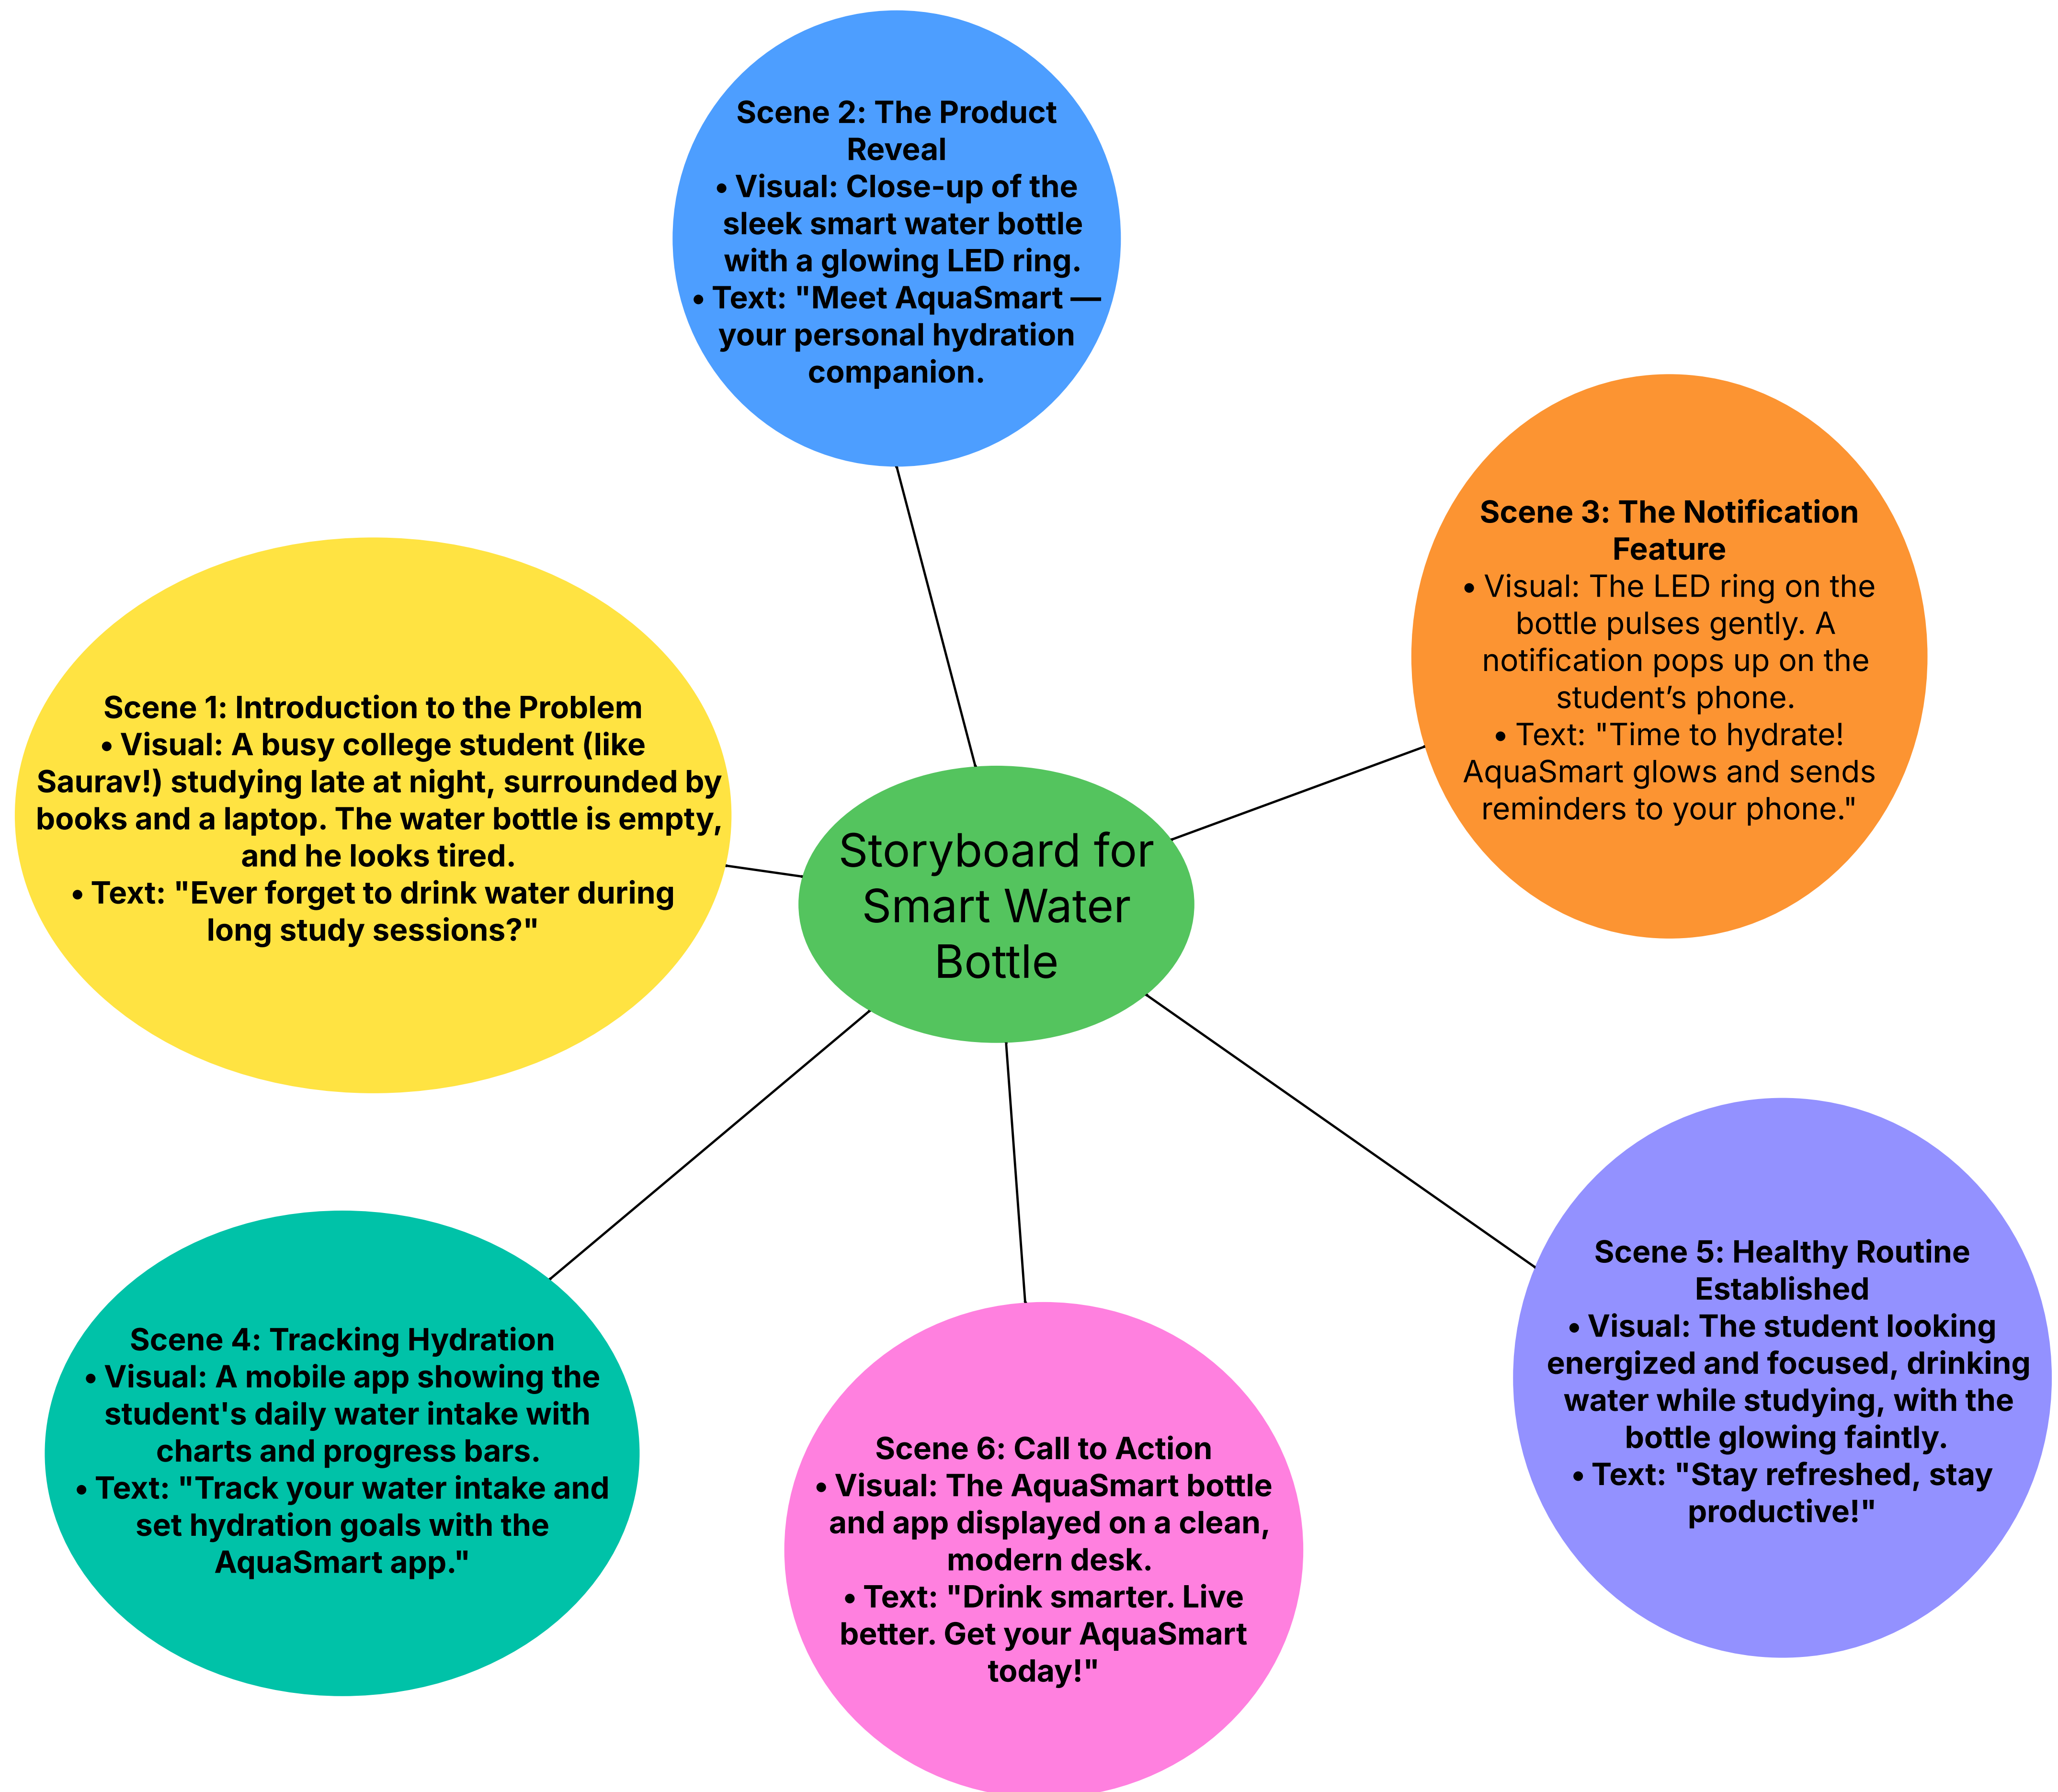 Scene 2: The Product
Reveal
• Visual: Close-up of the
sleek smart water bottle
with a glowing LED ring.
• Text: "Meet AquaSmart —
your personal hydration
companion.
Scene 3: The Notification
Feature
• Visual: The LED ring on the
bottle pulses gently. A
notification pops up on the
student’s phone.
• Text: "Time to hydrate!
AquaSmart glows and sends
reminders to your phone."
Scene 1: Introduction to the Problem
• Visual: A busy college student (like
Saurav!) studying late at night, surrounded by
books and a laptop. The water bottle is empty,
and he looks tired.
• Text: "Ever forget to drink water during
long study sessions?"
Storyboard for
Smart Water
Bottle
Scene 5: Healthy Routine
Established
• Visual: The student looking
energized and focused, drinking
water while studying, with the
bottle glowing faintly.
• Text: "Stay refreshed, stay
productive!"
Scene 4: Tracking Hydration
• Visual: A mobile app showing the
student's daily water intake with
charts and progress bars.
• Text: "Track your water intake and
set hydration goals with the
AquaSmart app."
Scene 6: Call to Action
• Visual: The AquaSmart bottle
and app displayed on a clean,
modern desk.
• Text: "Drink smarter. Live
better. Get your AquaSmart
today!"